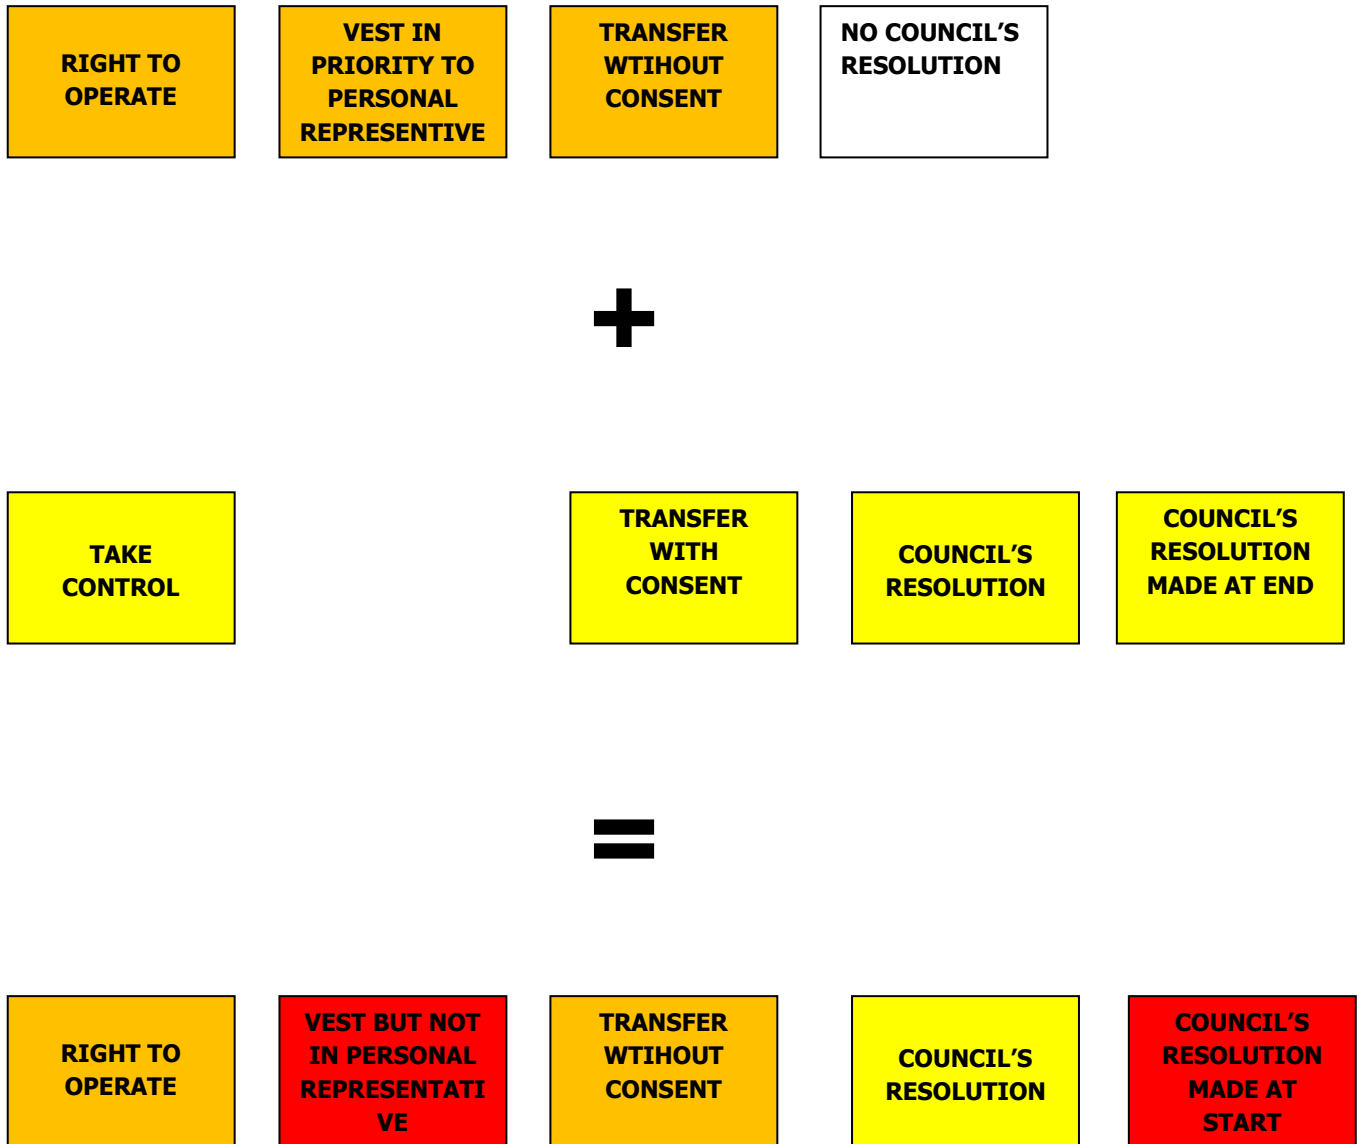 RIGHT TO
OPERATE
VEST IN
PRIORITY TO
PERSONAL
REPRESENTIVE
TRANSFER
WTIHOUT
CONSENT
NO COUNCIL’S
RESOLUTION
+
TAKE
CONTROL
TRANSFER
WITH
CONSENT
COUNCIL’S
RESOLUTION
COUNCIL’S
RESOLUTION
MADE AT END
=
RIGHT TO
OPERATE
VEST BUT NOT
IN PERSONAL
REPRESENTATI
VE
TRANSFER
WTIHOUT
CONSENT
COUNCIL’S
RESOLUTION
COUNCIL’S
RESOLUTION
MADE AT
START